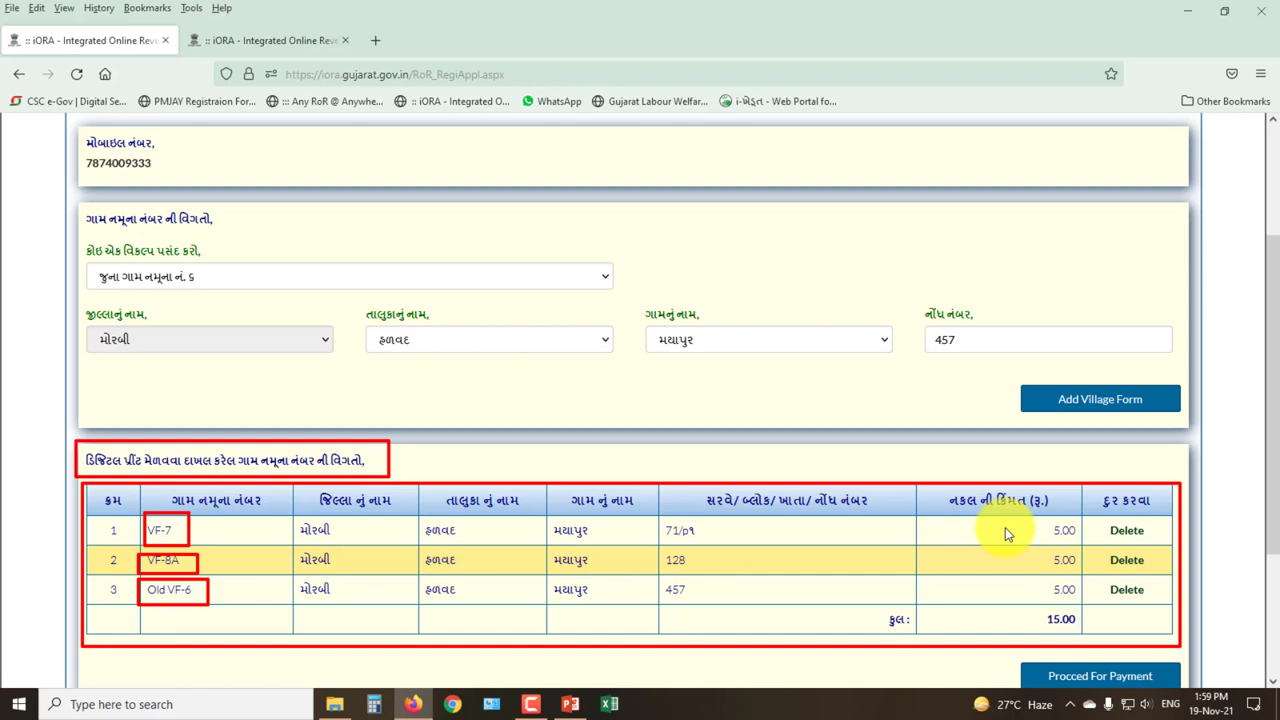 File Edit View History Bookmarks Tools Help
:: iORA - Integrated Online Reve :: iORA - Integrated Online Reve
https://iora.gujarat.gov.in/RoR_RegiAppl.aspx
CSC e-Gov | Digital Se... PMJAY Registraion For... ::: Any RoR @ Anywhe... :: iORA - Integrated O... WhatsApp Gujarat Labour Welfar... i-ખેડૂત - Web Portal fo... Other Bookmarks
મોબાઇલ નંબર,
7874009333
ગામ નમૂના નંબર ની વિગતો,
કોઇ એક વિકલ્પ પસંદ કરો,
જુના ગામ નમૂના નં. ૬
જીલ્લાનું નામ, તાલુકાનું નામ, ગામનું નામ, નોંધ નંબર,
મોરબી હળવદ મયાપુર 457
Add Village Form
ડિજિટલ પ્રીંટ મેળવવા દાખલ કરેલ ગામ નમૂના નંબર ની વિગતો,
ક્રમ ગામ નમૂના નંબર જિલ્લા નું નામ તાલુકા નું નામ ગામ નું નામ સરવે/ બ્લોક/ ખાતા/ નોંધ નંબર નકલ ની કિંમત (રૂ.) દુર કરવા
1 VF-7 મોરબી હળવદ મયાપુર 71/p૧ 5.00 Delete
2 VF-8A મોરબી હળવદ મયાપુર 128 5.00 Delete
3 Old VF-6 મોરબી હળવદ મયાપુર 457 5.00 Delete
કુલ : 15.00
Procced For Payment
Type here to search 27°C Haze ENG 1:59 PM
19-Nov-21